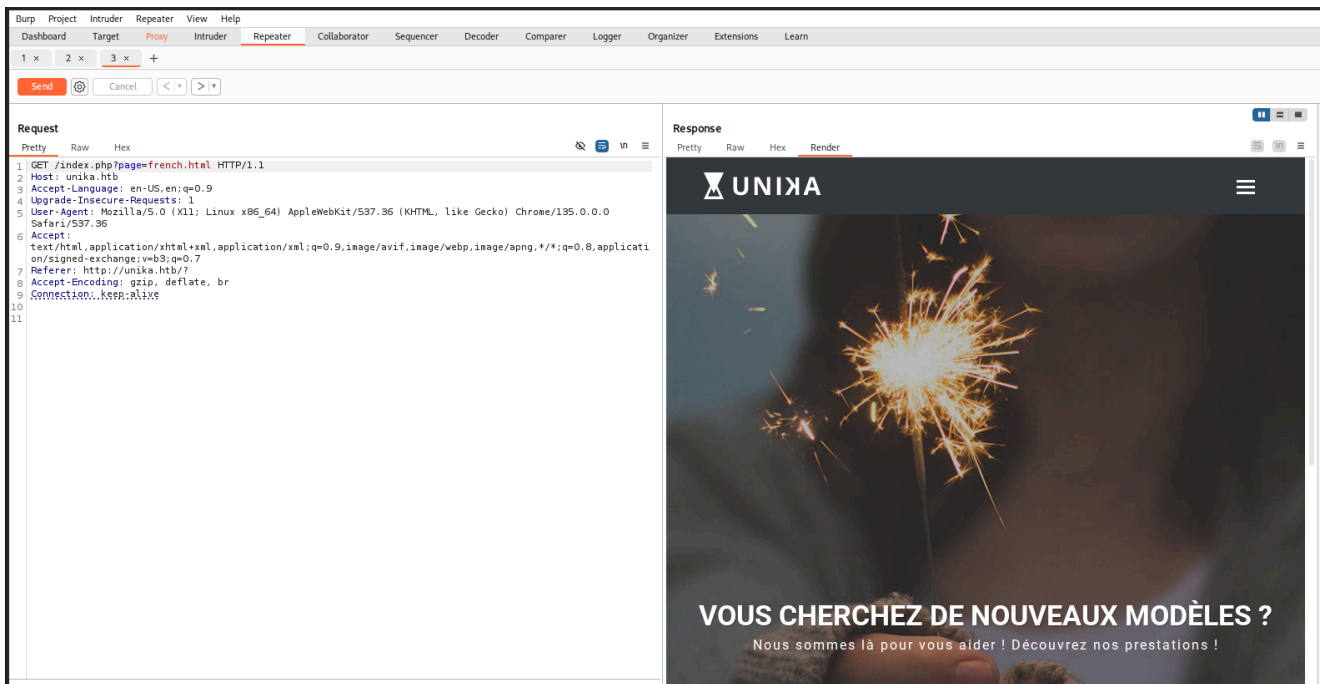 Burp Project Intruder Repeater View Help
Dashboard Target Proxy Intruder Repeater Collaborator Sequencer Decoder Comparer Logger Organizer Extensions Learn
1 × 2 × 3 × +
Send Cancel < >
Request
Pretty Raw Hex \n
1 GET /index.php?page=french.html HTTP/1.1
2 Host: unika.htb
3 Accept-Language: en-US,en;q=0.9
4 Upgrade-Insecure-Requests: 1
5 User-Agent: Mozilla/5.0 (X11; Linux x86_64) AppleWebKit/537.36 (KHTML, like Gecko) Chrome/135.0.0.0
Safari/537.36
6 Accept:
text/html,application/xhtml+xml,application/xml;q=0.9,image/avif,image/webp,image/apng,*/*;q=0.8,applicati
on/signed-exchange;v=b3;q=0.7
7 Referer: http://unika.htb/?
8 Accept-Encoding: gzip, deflate, br
9 Connection: keep-alive
10
11
Response
Pretty Raw Hex Render \n
UNIKA
VOUS CHERCHEZ DE NOUVEAUX MODÈLES ?
Nous sommes là pour vous aider ! Découvrez nos prestations !